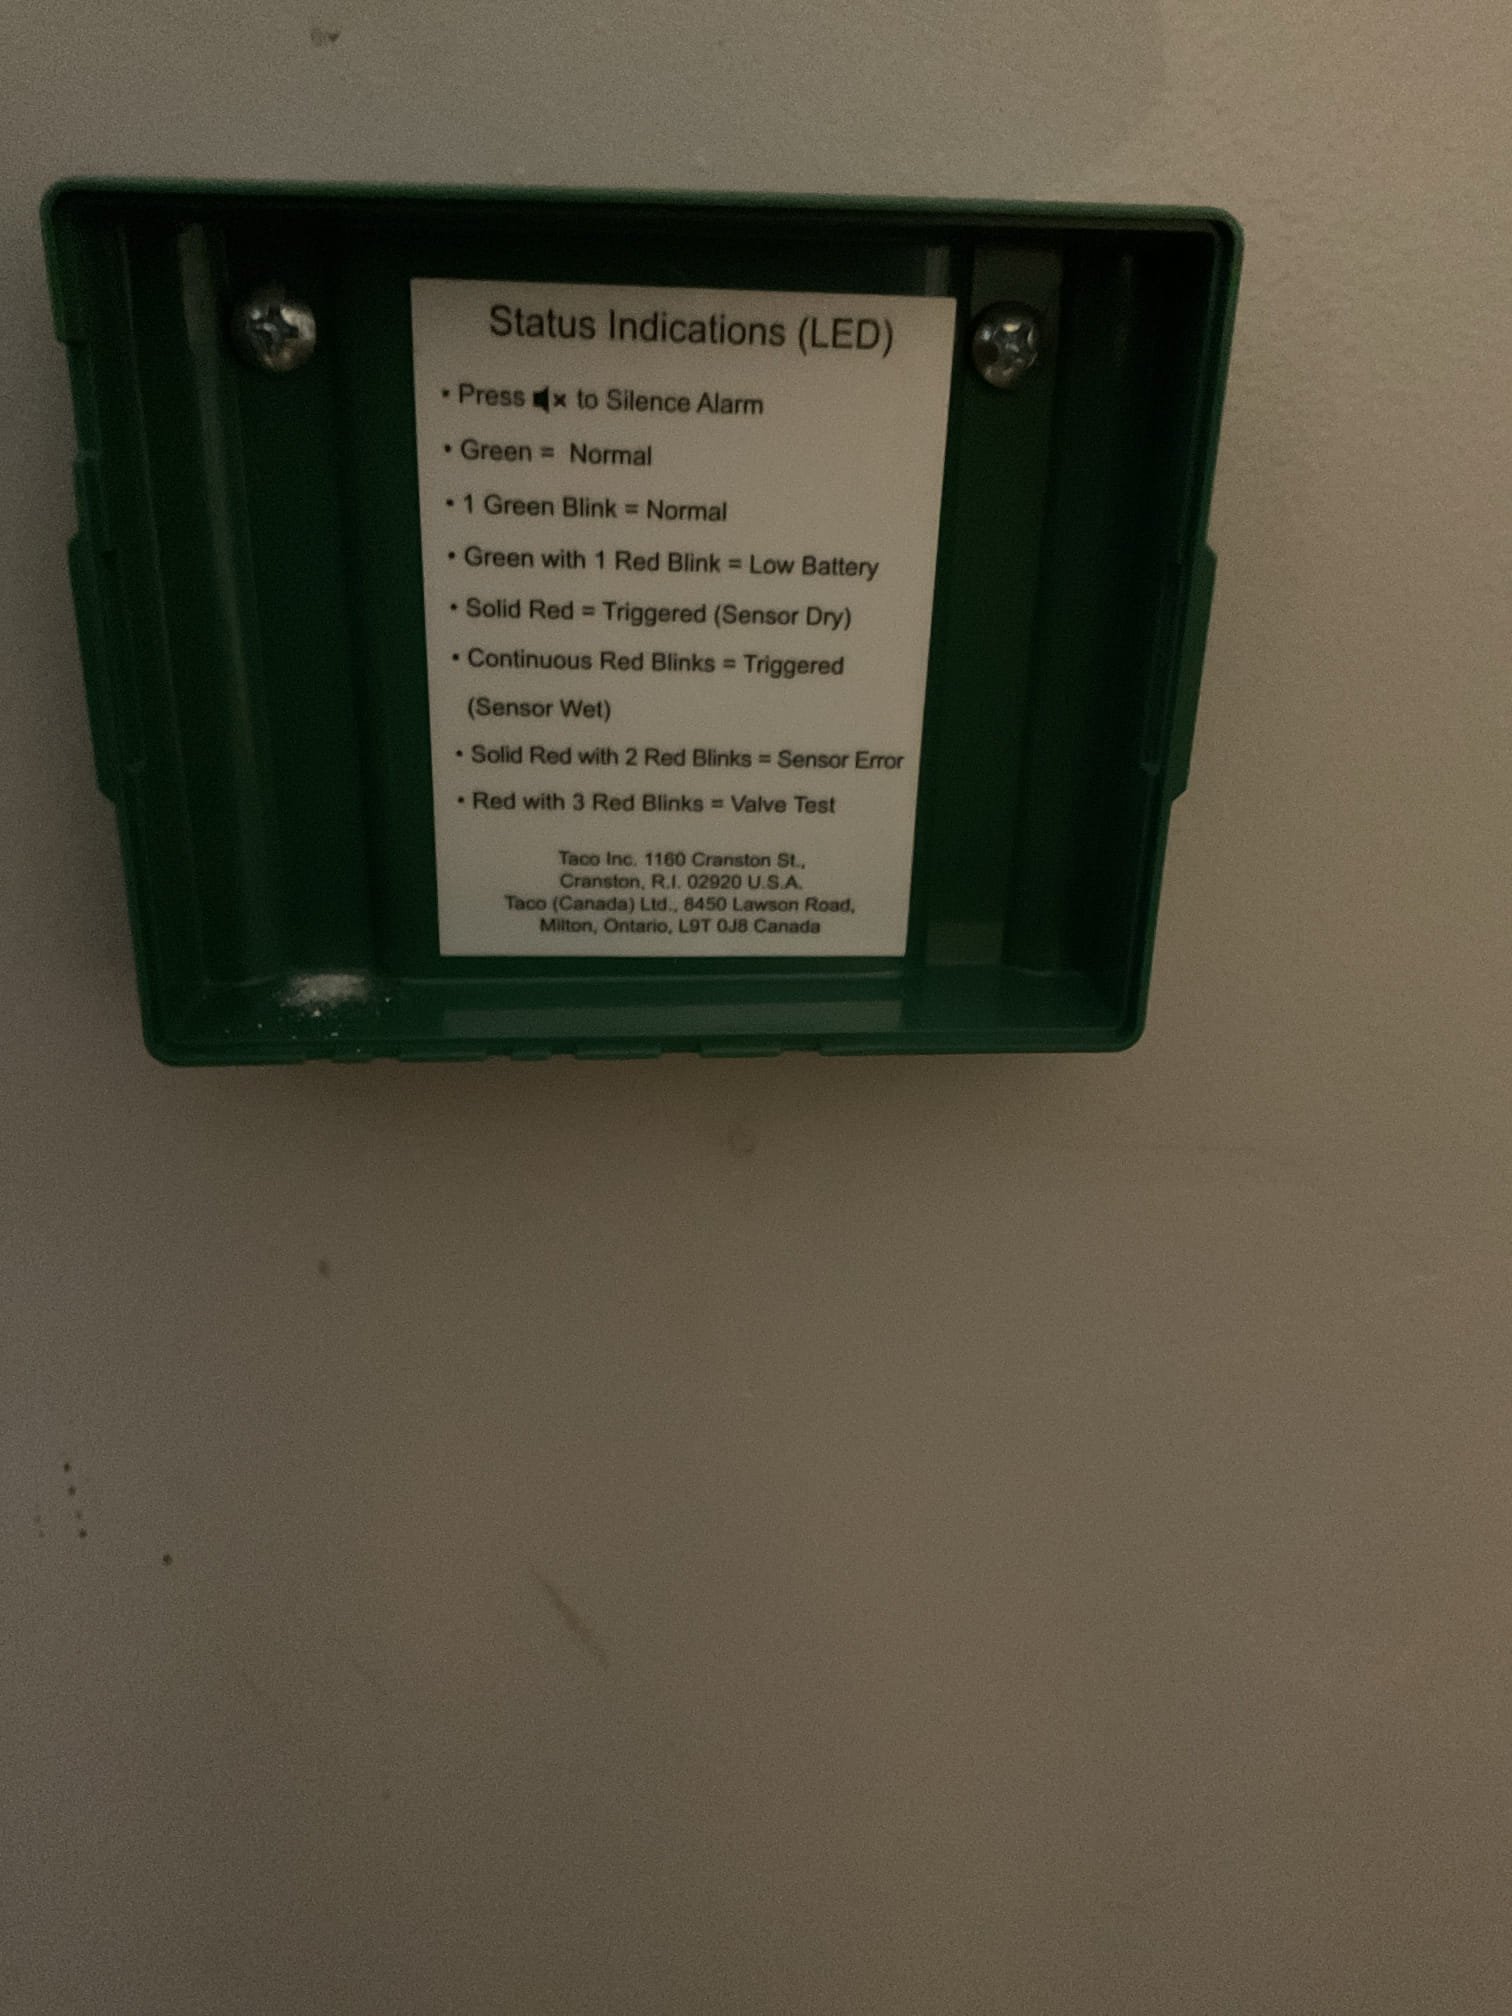 Status Indications (LED)
• Press 🔇 to Silence Alarm
• Green = Normal
• 1 Green Blink = Normal
• Green with 1 Red Blink = Low Battery
• Solid Red = Triggered (Sensor Dry)
• Continuous Red Blinks = Triggered
(Sensor Wet)
• Solid Red with 2 Red Blinks = Sensor Error
• Red with 3 Red Blinks = Valve Test
Taco Inc. 1160 Cranston St.,
Cranston, R.I. 02920 U.S.A.
Taco (Canada) Ltd., 8450 Lawson Road,
Milton, Ontario, L9T 0J8 Canada